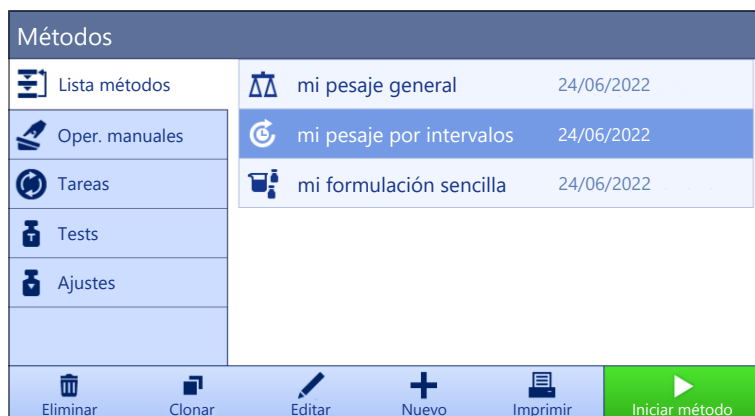 Métodos
Lista métodos
Oper. manuales
Tareas
Tests
Ajustes
mi pesaje general 24/06/2022
mi pesaje por intervalos 24/06/2022
mi formulación sencilla 24/06/2022
Eliminar Clonar Editar Nuevo Imprimir Iniciar método